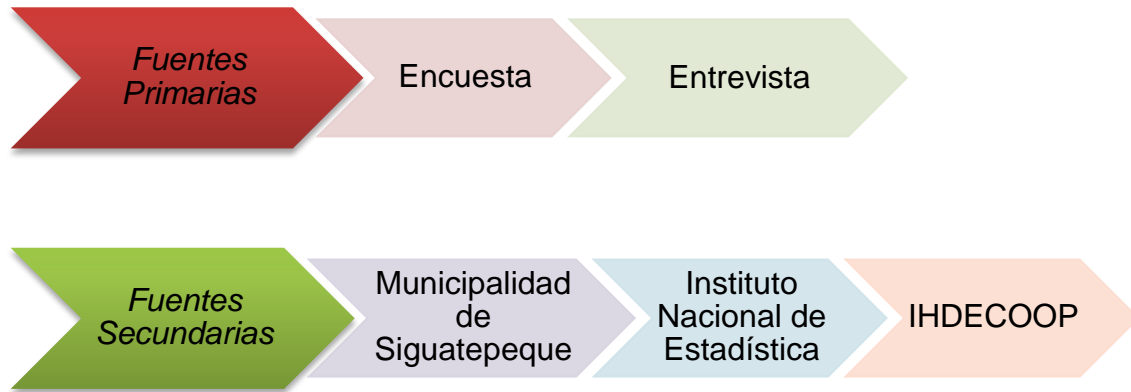 Fuentes
Primarias
Encuesta
Entrevista
Fuentes
Secundarias
Municipalidad
de
Siguatepeque
Instituto
Nacional de
Estadística
IHDECOOP